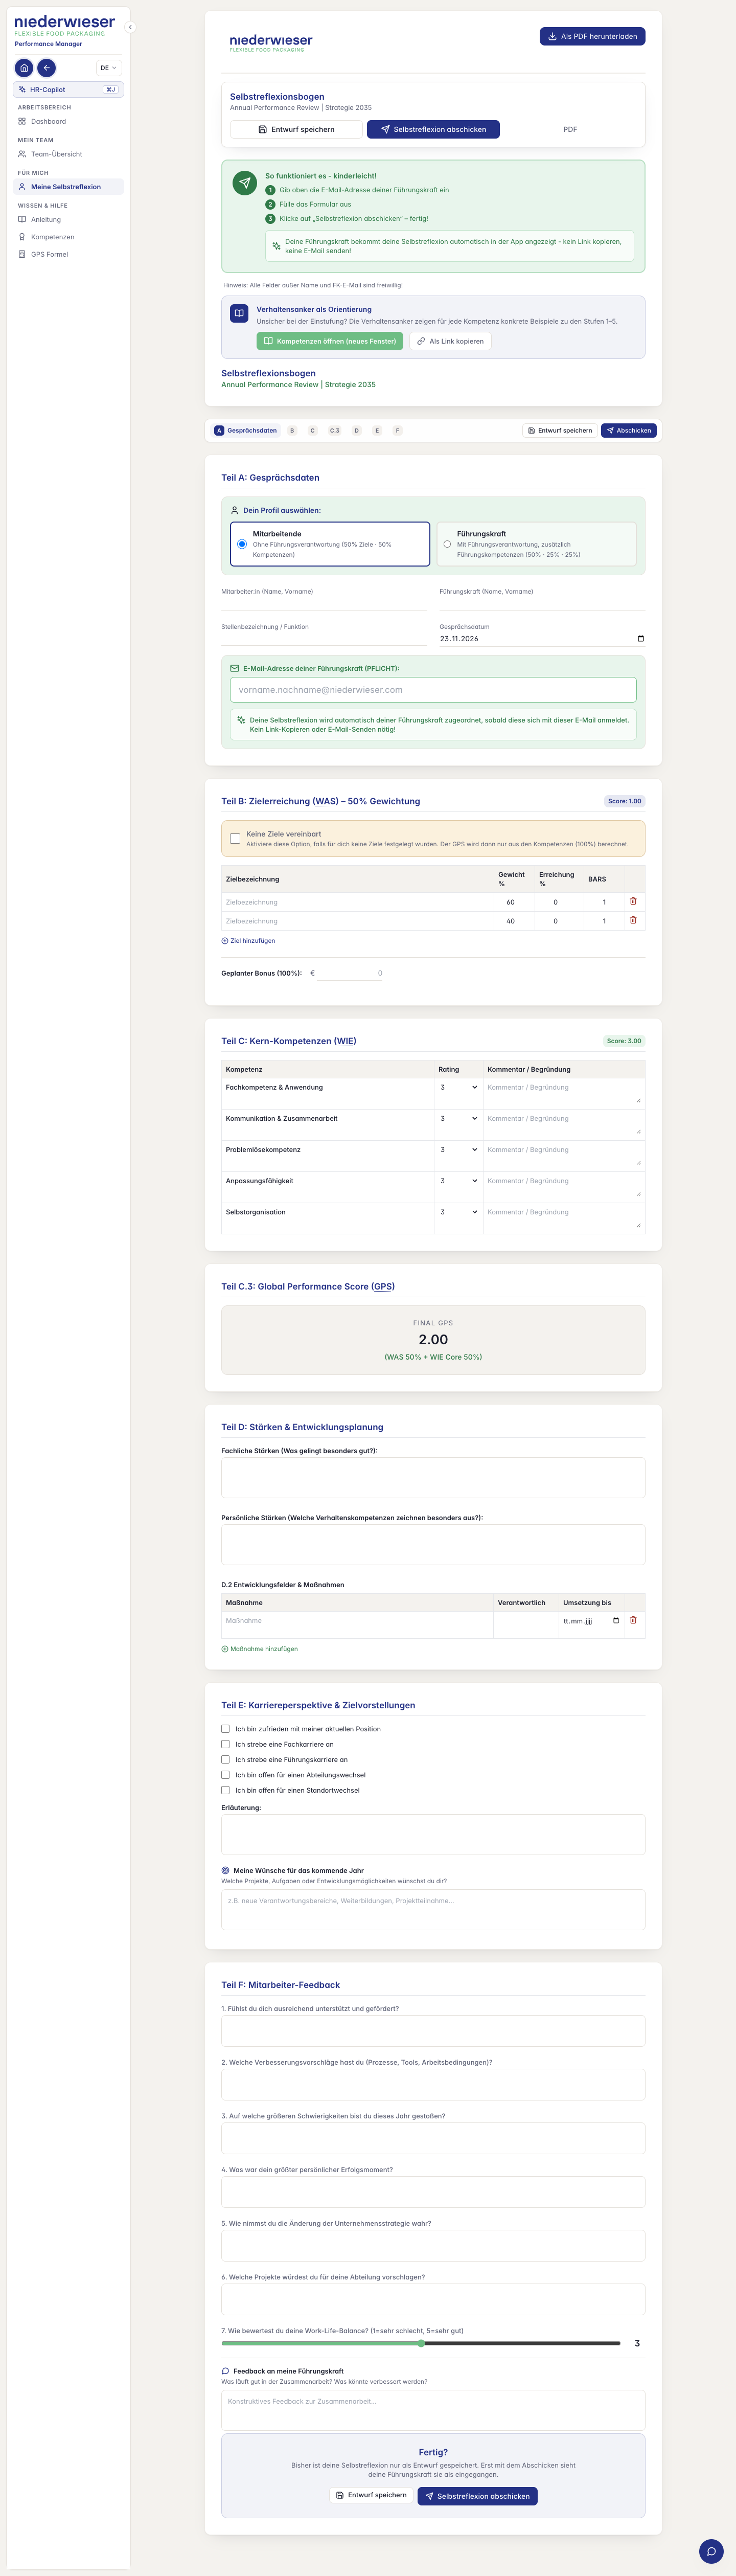 niederwieser
FLEXIBLE FOOD PACKAGING
Performance Manager
DE
HR-Copilot
⌘J
ARBEITSBEREICH
Dashboard
MEIN TEAM
Team-Übersicht
FÜR MICH
Meine Selbstreflexion
WISSEN & HILFE
Anleitung
Kompetenzen
GPS Formel
niederwieser
FLEXIBLE FOOD PACKAGING
Als PDF herunterladen
Selbstreflexionsbogen
Annual Performance Review | Strategie 2035
Entwurf speichern
Selbstreflexion abschicken
PDF
So funktioniert es - kinderleicht!
1 Gib oben die E-Mail-Adresse deiner Führungskraft ein
2 Fülle das Formular aus
3 Klicke auf „Selbstreflexion abschicken" – fertig!
Deine Führungskraft bekommt deine Selbstreflexion automatisch in der App angezeigt - kein Link kopieren,
keine E-Mail senden!
Hinweis: Alle Felder außer Name und FK-E-Mail sind freiwillig!
Verhaltensanker als Orientierung
Unsicher bei der Einstufung? Die Verhaltensanker zeigen für jede Kompetenz konkrete Beispiele zu den Stufen 1–5.
Kompetenzen öffnen (neues Fenster)
Als Link kopieren
Selbstreflexionsbogen
Annual Performance Review | Strategie 2035
A Gesprächsdaten B C C.3 D E F
Entwurf speichern
Abschicken
Teil A: Gesprächsdaten
Dein Profil auswählen:
Mitarbeitende
Ohne Führungsverantwortung (50% Ziele · 50%
Kompetenzen)
Führungskraft
Mit Führungsverantwortung, zusätzlich
Führungskompetenzen (50% · 25% · 25%)
Mitarbeiter:in (Name, Vorname)
Führungskraft (Name, Vorname)
Stellenbezeichnung / Funktion
Gesprächsdatum
23.11.2026
E-Mail-Adresse deiner Führungskraft (PFLICHT):
vorname.nachname@niederwieser.com
Deine Selbstreflexion wird automatisch deiner Führungskraft zugeordnet, sobald diese sich mit dieser E-Mail anmeldet.
Kein Link-Kopieren oder E-Mail-Senden nötig!
Teil B: Zielerreichung (WAS) – 50% Gewichtung
Score: 1.00
Keine Ziele vereinbart
Aktiviere diese Option, falls für dich keine Ziele festgelegt wurden. Der GPS wird dann nur aus den Kompetenzen (100%) berechnet.
Zielbezeichnung Gewicht % Erreichung % BARS
Zielbezeichnung 60 0 1
Zielbezeichnung 40 0 1
Ziel hinzufügen
Geplanter Bonus (100%): € 0
Teil C: Kern-Kompetenzen (WIE)
Score: 3.00
Kompetenz Rating Kommentar / Begründung
Fachkompetenz & Anwendung 3 Kommentar / Begründung
Kommunikation & Zusammenarbeit 3 Kommentar / Begründung
Problemlösekompetenz 3 Kommentar / Begründung
Anpassungsfähigkeit 3 Kommentar / Begründung
Selbstorganisation 3 Kommentar / Begründung
Teil C.3: Global Performance Score (GPS)
FINAL GPS
2.00
(WAS 50% + WIE Core 50%)
Teil D: Stärken & Entwicklungsplanung
Fachliche Stärken (Was gelingt besonders gut?):
Persönliche Stärken (Welche Verhaltenskompetenzen zeichnen besonders aus?):
D.2 Entwicklungsfelder & Maßnahmen
Maßnahme Verantwortlich Umsetzung bis
Maßnahme tt.mm.jjjj
Maßnahme hinzufügen
Teil E: Karriereperspektive & Zielvorstellungen
Ich bin zufrieden mit meiner aktuellen Position
Ich strebe eine Fachkarriere an
Ich strebe eine Führungskarriere an
Ich bin offen für einen Abteilungswechsel
Ich bin offen für einen Standortwechsel
Erläuterung:
Meine Wünsche für das kommende Jahr
Welche Projekte, Aufgaben oder Entwicklungsmöglichkeiten wünschst du dir?
z.B. neue Verantwortungsbereiche, Weiterbildungen, Projektteilnahme...
Teil F: Mitarbeiter-Feedback
1. Fühlst du dich ausreichend unterstützt und gefördert?
2. Welche Verbesserungsvorschläge hast du (Prozesse, Tools, Arbeitsbedingungen)?
3. Auf welche größeren Schwierigkeiten bist du dieses Jahr gestoßen?
4. Was war dein größter persönlicher Erfolgsmoment?
5. Wie nimmst du die Änderung der Unternehmensstrategie wahr?
6. Welche Projekte würdest du für deine Abteilung vorschlagen?
7. Wie bewertest du deine Work-Life-Balance? (1=sehr schlecht, 5=sehr gut)
3
Feedback an meine Führungskraft
Was läuft gut in der Zusammenarbeit? Was könnte verbessert werden?
Konstruktives Feedback zur Zusammenarbeit...
Fertig?
Bisher ist deine Selbstreflexion nur als Entwurf gespeichert. Erst mit dem Abschicken sieht
deine Führungskraft sie als eingegangen.
Entwurf speichern
Selbstreflexion abschicken